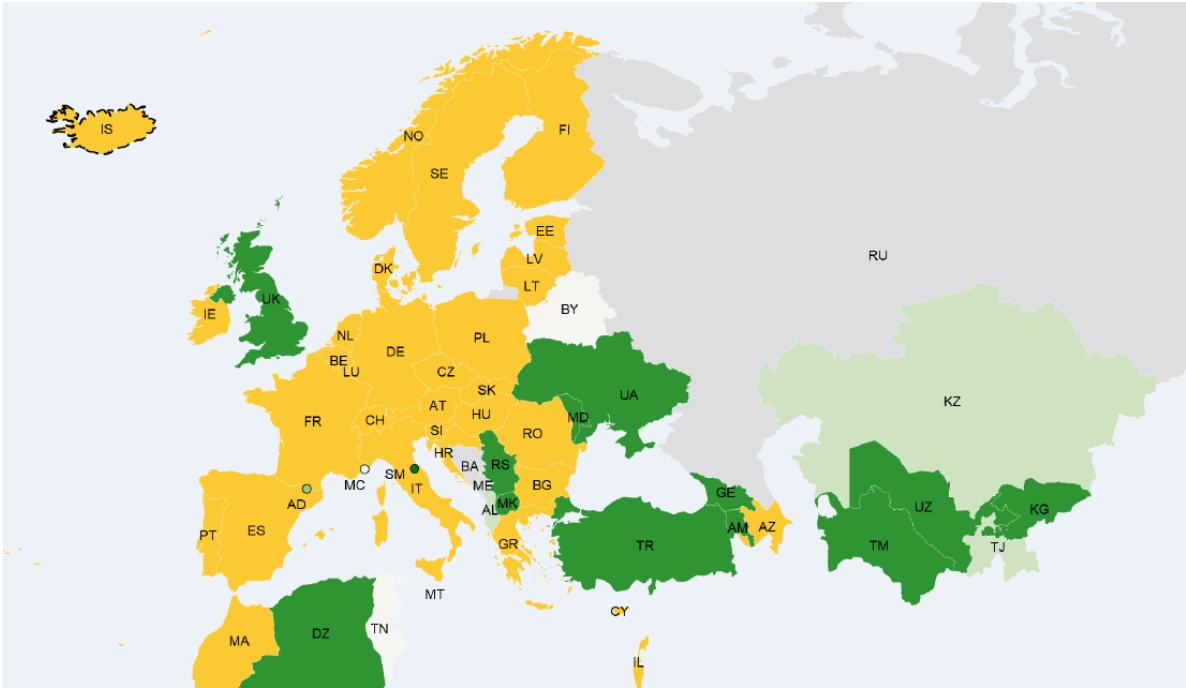 IS
NO
FI
SE
EE
LV
DK
LT
RU
UK
IE
BY
NL
PL
DE
BE
LU
CZ
SK
UA
KZ
AT
HU
MD
FR
CH
SI
RO
HR
BA
RS
SM
MC
IT
ME
BG
GE
AD
MK
AL
UZ
KG
PT
ES
AM
AZ
GR
TR
TM
TJ
MT
CY
TN
DZ
MA
IL